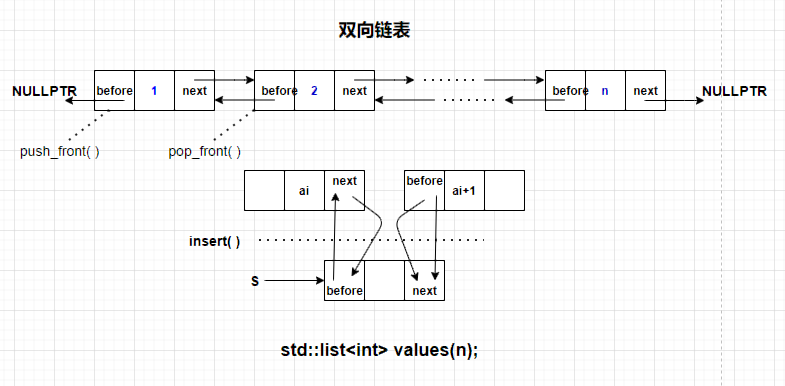 双向链表
NULLPTR before 1 next before 2 next before n next NULLPTR
push_front( ) pop_front( )
ai next before ai+1
insert( )
S before next
std::list<int> values(n);